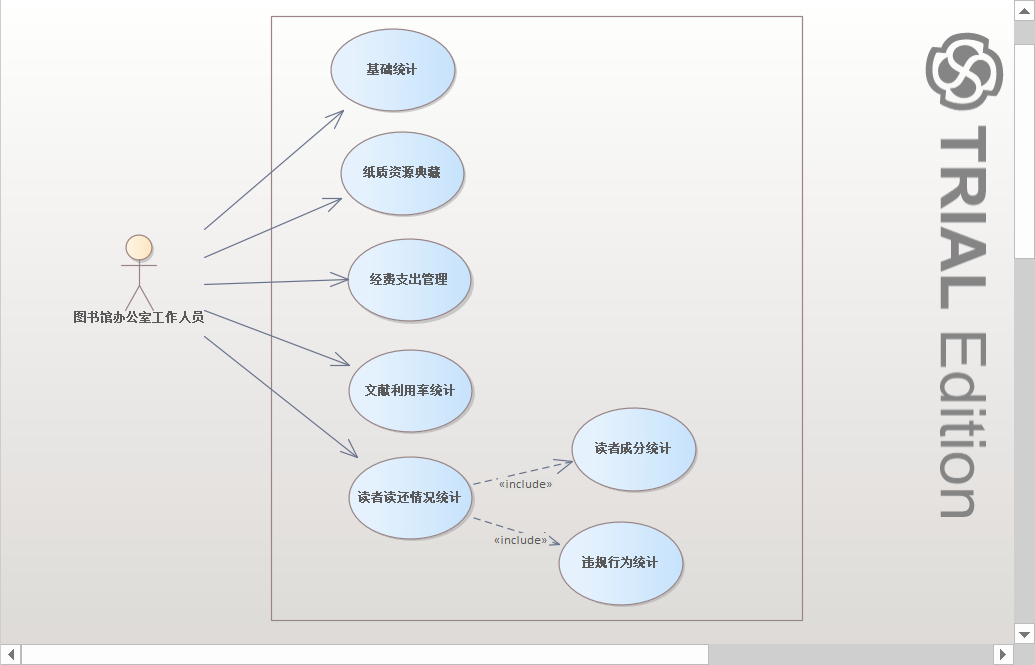 基础统计
纸质资源典藏
经费支出管理
图书馆办公室工作人员
文献利用率统计
读者读还情况统计
«include»
读者成分统计
«include»
违规行为统计
TRIAL Edition